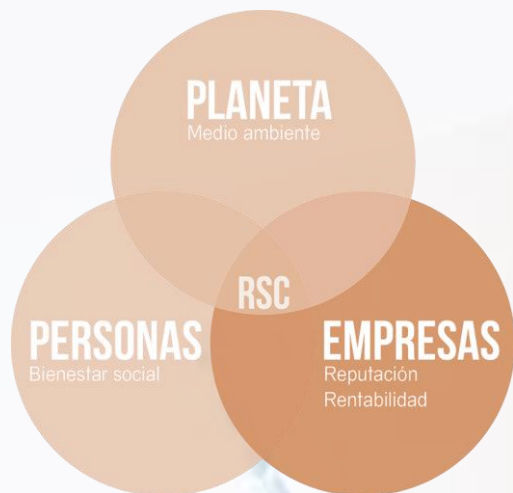 PLANETA
Medio ambiente
RSC
PERSONAS
Bienestar social
EMPRESAS
Reputación
Rentabilidad